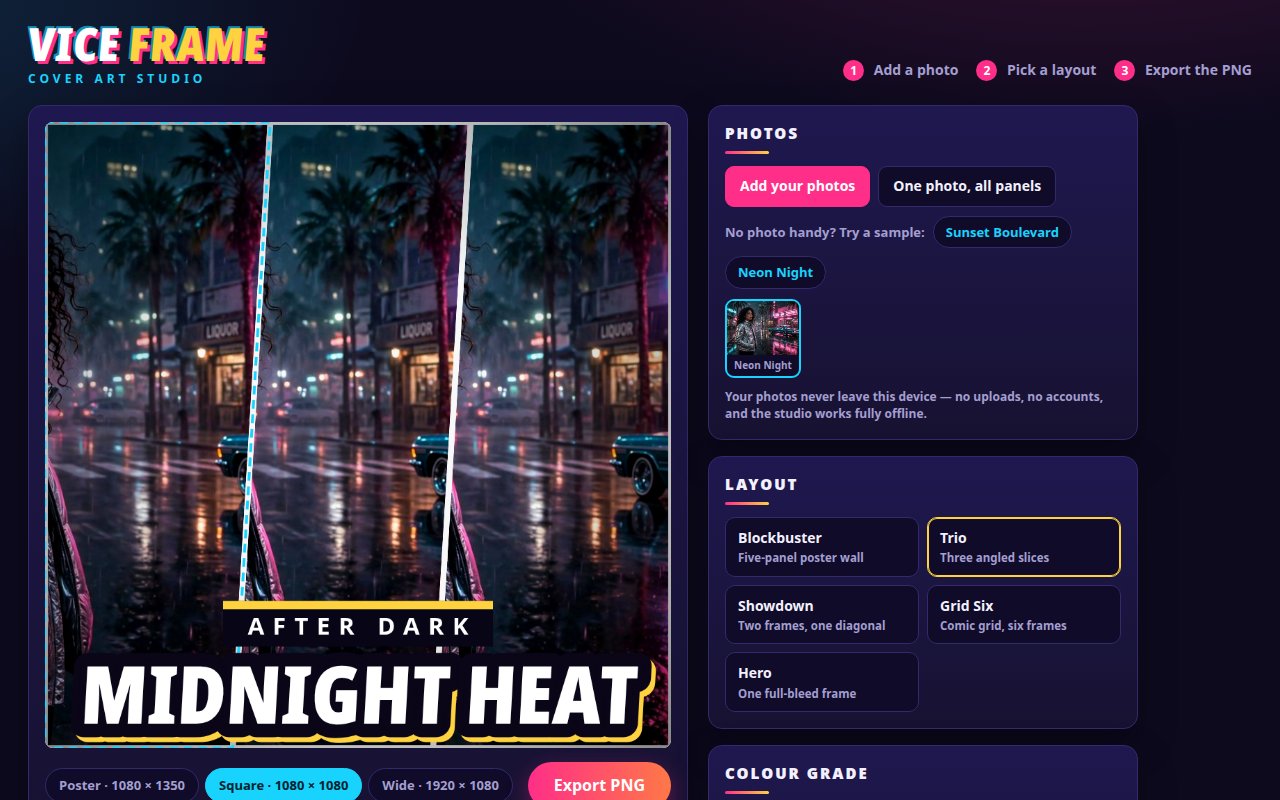 VICE FRAME
COVER ART STUDIO
1 Add a photo
2 Pick a layout
3 Export the PNG
LIQUOR
LIQUOR
LIQUOR
AFTER DARK
MIDNIGHT HEAT
Poster · 1080 × 1350
Square · 1080 × 1080
Wide · 1920 × 1080
Export PNG
PHOTOS
Add your photos
One photo, all panels
No photo handy? Try a sample:
Sunset Boulevard
Neon Night
Neon Night
Your photos never leave this device — no uploads, no accounts,
and the studio works fully offline.
LAYOUT
Blockbuster
Five-panel poster wall
Trio
Three angled slices
Showdown
Two frames, one diagonal
Grid Six
Comic grid, six frames
Hero
One full-bleed frame
COLOUR GRADE